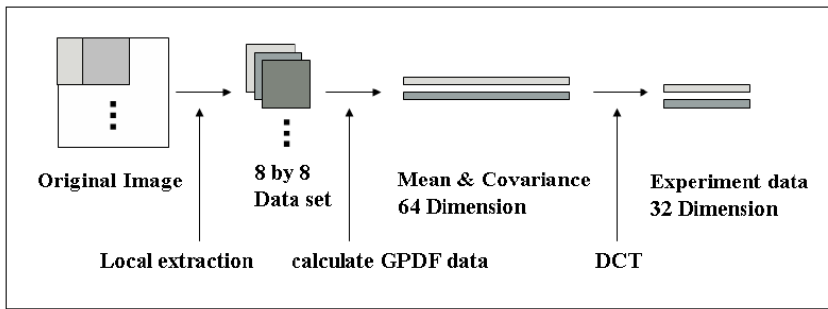 Original Image
8 by 8
Data set
Mean & Covariance
64 Dimension
Experiment data
32 Dimension
Local extraction
calculate GPDF data
DCT